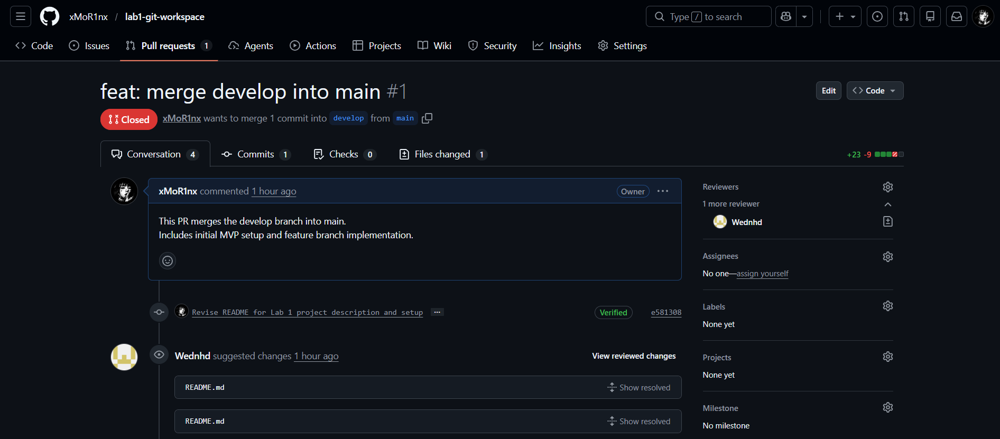 xMoR1nx / lab1-git-workspace
Type / to search
Code
Issues
Pull requests 1
Agents
Actions
Projects
Wiki
Security
Insights
Settings
feat: merge develop into main #1
Edit
Code
Closed
xMoR1nx wants to merge 1 commit into develop from main
Conversation 4
Commits 1
Checks 0
Files changed 1
+23 -9
xMoR1nx commented 1 hour ago
Owner
This PR merges the develop branch into main.
Includes initial MVP setup and feature branch implementation.
Revise README for Lab 1 project description and setup
Verified
e581308
Wednhd suggested changes 1 hour ago
View reviewed changes
README.md
Show resolved
README.md
Show resolved
Reviewers
1 more reviewer
Wednhd
Assignees
No one—assign yourself
Labels
None yet
Projects
None yet
Milestone
No milestone